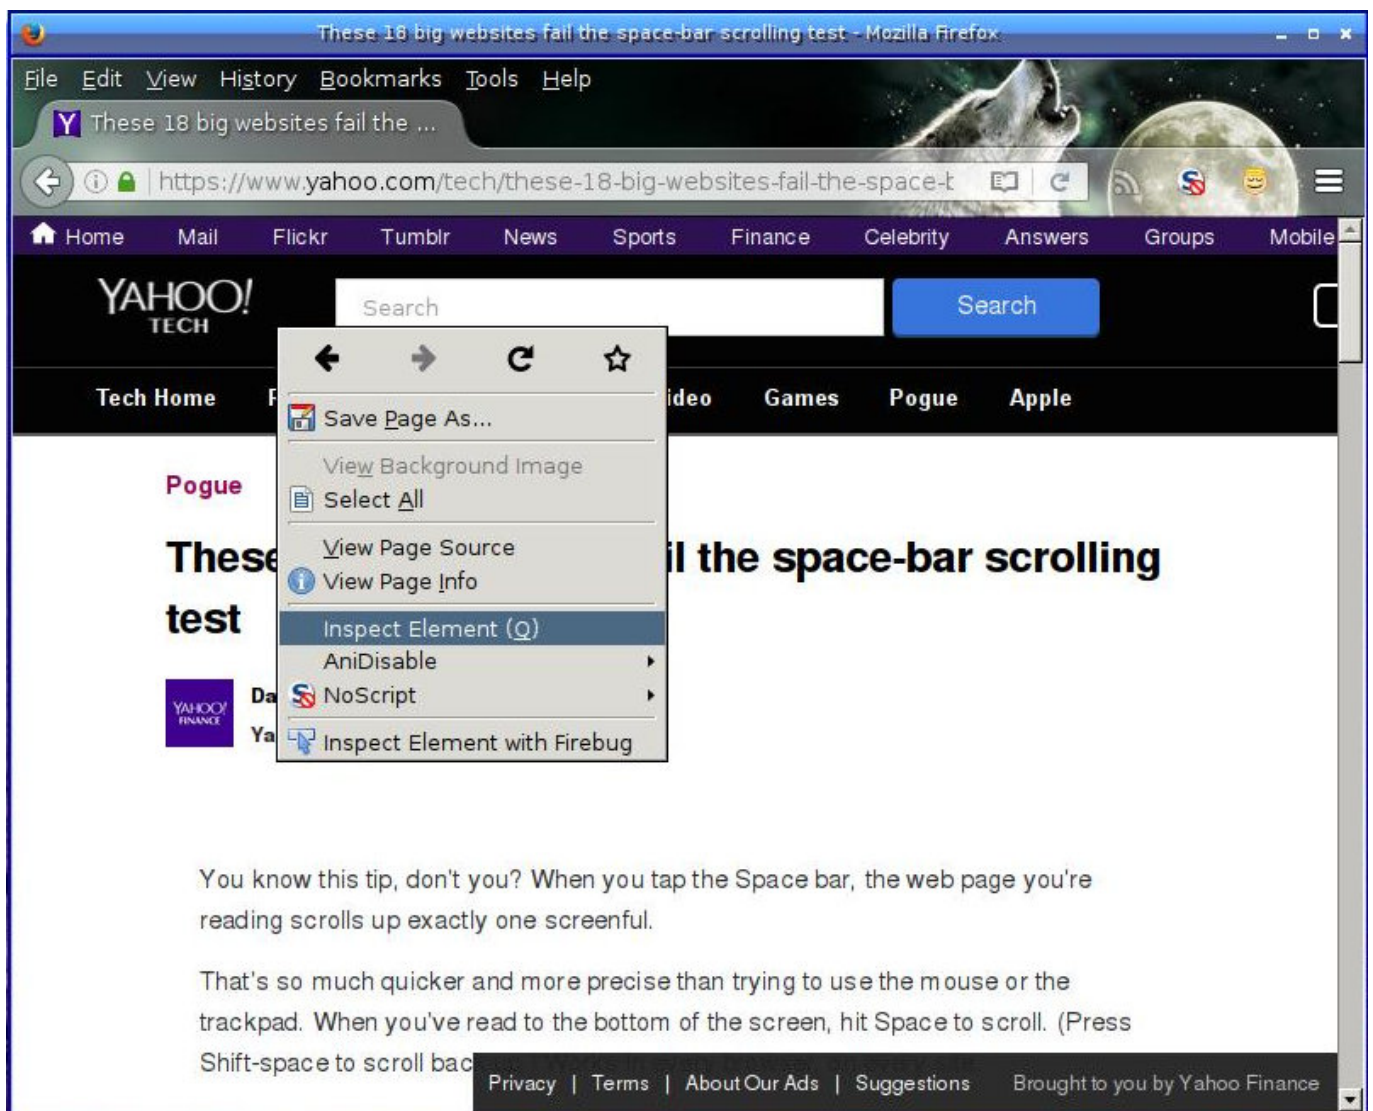 These 18 big websites fail the space-bar scrolling test - Mozilla Firefox
File Edit View History Bookmarks Tools Help
These 18 big websites fail the ...
https://www.yahoo.com/tech/these-18-big-websites-fail-the-space-b
Home Mail Flickr Tumblr News Sports Finance Celebrity Answers Groups Mobile
YAHOO!
TECH
Search
Search
Tech Home Games Pogue Apple
Save Page As...
View Background Image
Select All
View Page Source
View Page Info
Inspect Element (Q)
AniDisable
NoScript
Inspect Element with Firebug
Pogue
These the space-bar scrolling
test
YAHOO!
FINANCE
You know this tip, don't you? When you tap the Space bar, the web page you're
reading scrolls up exactly one screenful.
That's so much quicker and more precise than trying to use the mouse or the
trackpad. When you've read to the bottom of the screen, hit Space to scroll. (Press
Shift-space to scroll
Privacy | Terms | About Our Ads | Suggestions Brought to you by Yahoo Finance